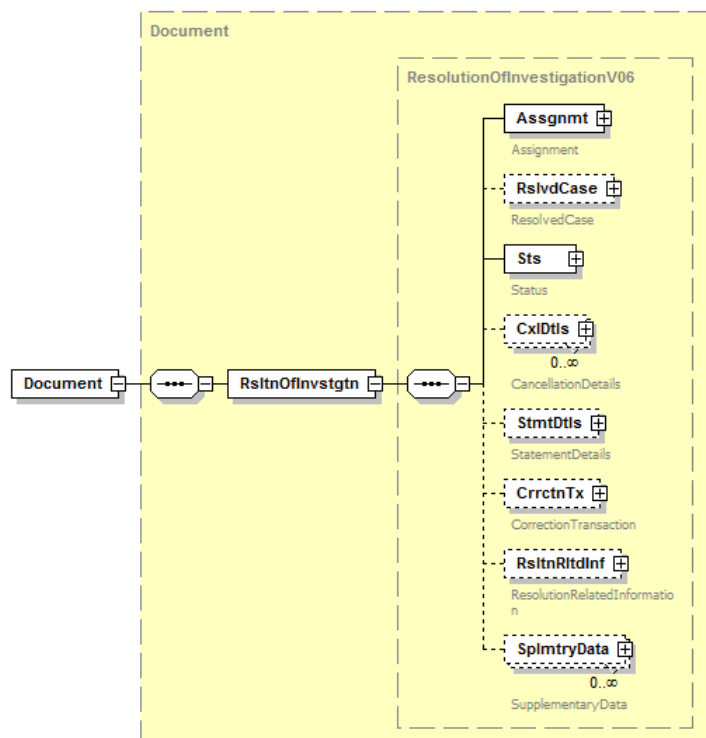 Document
ResolutionOfInvestigationV06
Assgnmt
Assignment
RslvdCase
ResolvedCase
Sts
Status
CxlDtls
0..∞
CancellationDetails
Document
RsltnOfInvstgtn
StmtDtls
StatementDetails
CrrctnTx
CorrectionTransaction
RsltnRltdInf
ResolutionRelatedInformatio
n
SplmtryData
0..∞
SupplementaryData